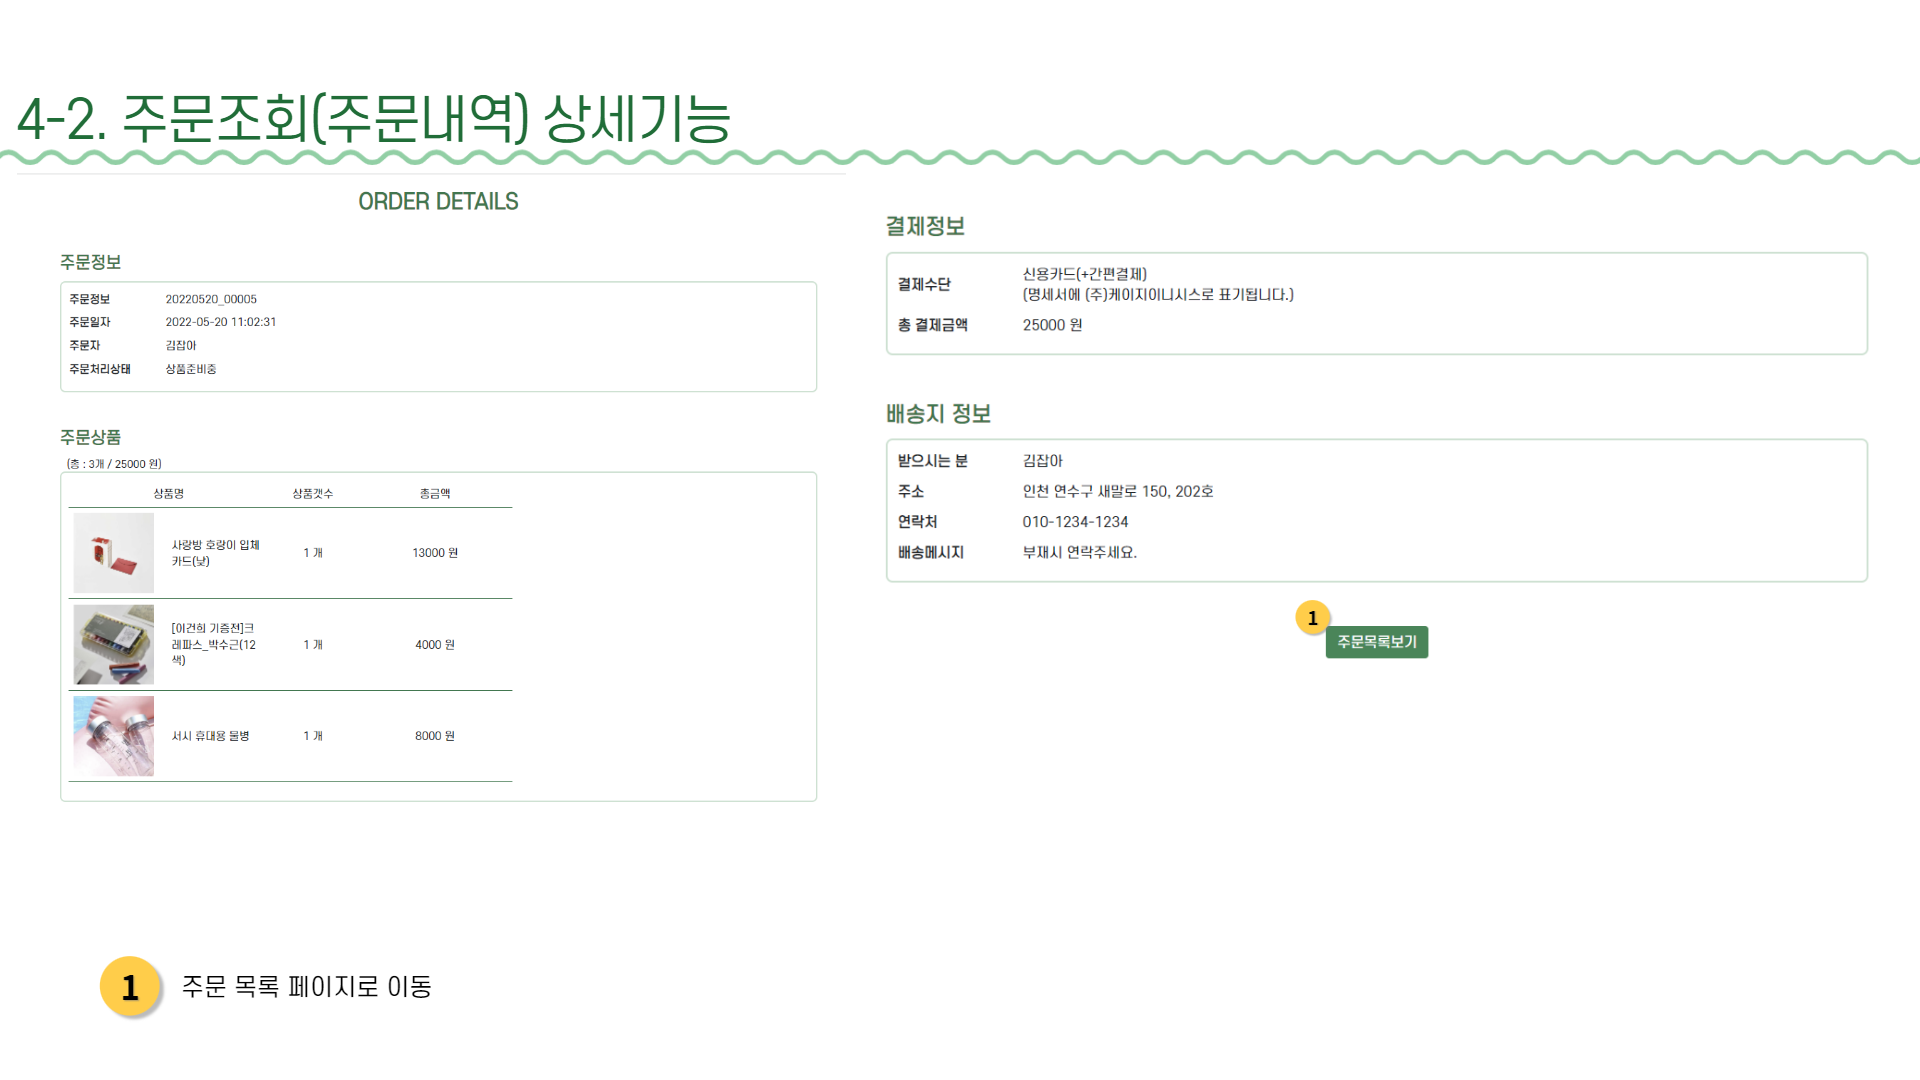 4-2. 주문조회(주문내역) 상세기능
ORDER DETAILS
주문정보
주문정보 20220520_00005
주문일자 2022-05-20 11:02:31
주문자 김잡아
주문처리상태 상품준비중
주문상품
(총 : 3개 / 25000 원)
상품명 상품갯수 총금액
사랑방 호랑이 입체
카드(낮)
1 개 13000 원
[이건희 기증전]크
레파스_박수근(12
색)
1 개 4000 원
서시 휴대용 물병 1 개 8000 원
결제정보
결제수단
신용카드(+간편결제)
(명세서에 (주)케이지이니시스로 표기됩니다.)
총 결제금액 25000 원
배송지 정보
받으시는 분 김잡아
주소 인천 연수구 새말로 150, 202호
연락처 010-1234-1234
배송메시지 부재시 연락주세요.
1
주문목록보기
1 주문 목록 페이지로 이동